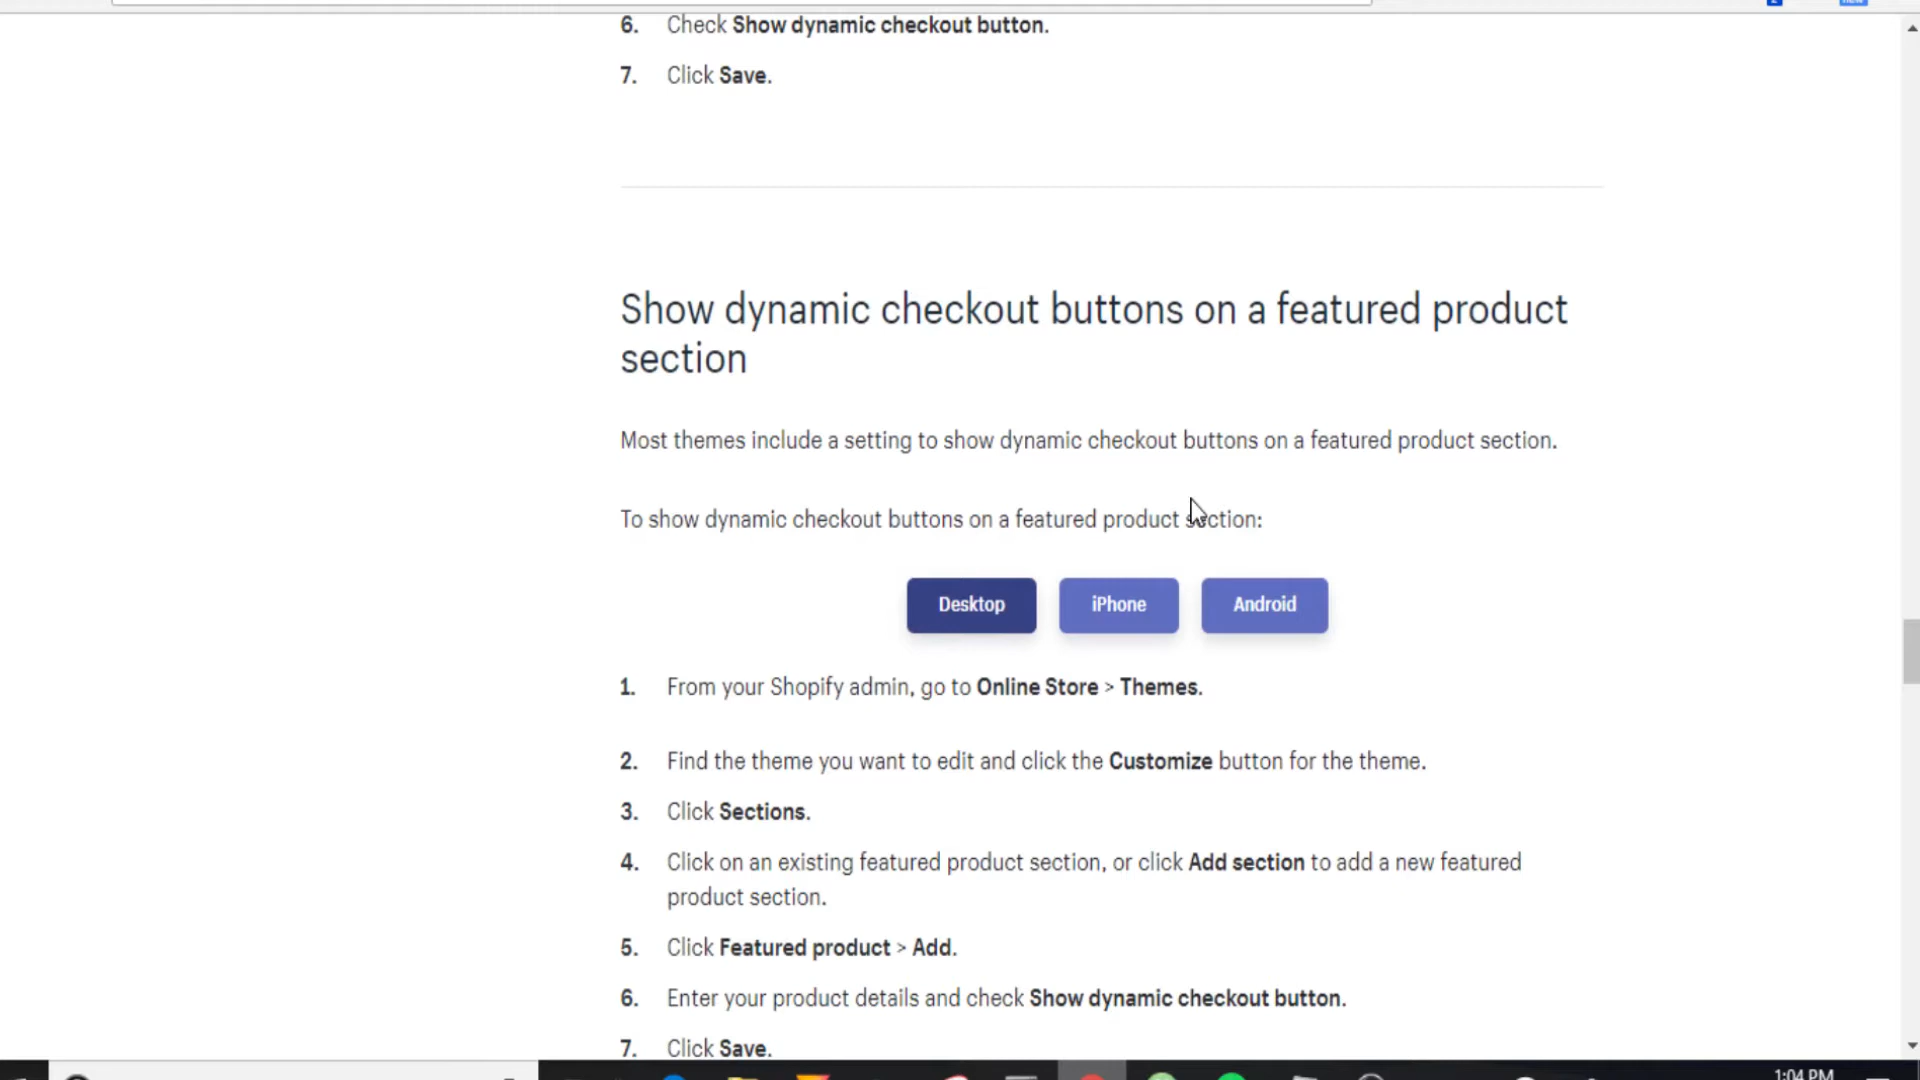 6. Check Show dynamic checkout button.
7. Click Save.
Show dynamic checkout buttons on a featured product
section
Most themes include a setting to show dynamic checkout buttons on a featured product section.
To show dynamic checkout buttons on a featured product section:
Desktop iPhone Android
1. From your Shopify admin, go to Online Store > Themes.
2. Find the theme you want to edit and click the Customize button for the theme.
3. Click Sections.
4. Click on an existing featured product section, or click Add section to add a new featured
product section.
5. Click Featured product > Add.
6. Enter your product details and check Show dynamic checkout button.
7. Click Save.
1:04 PM